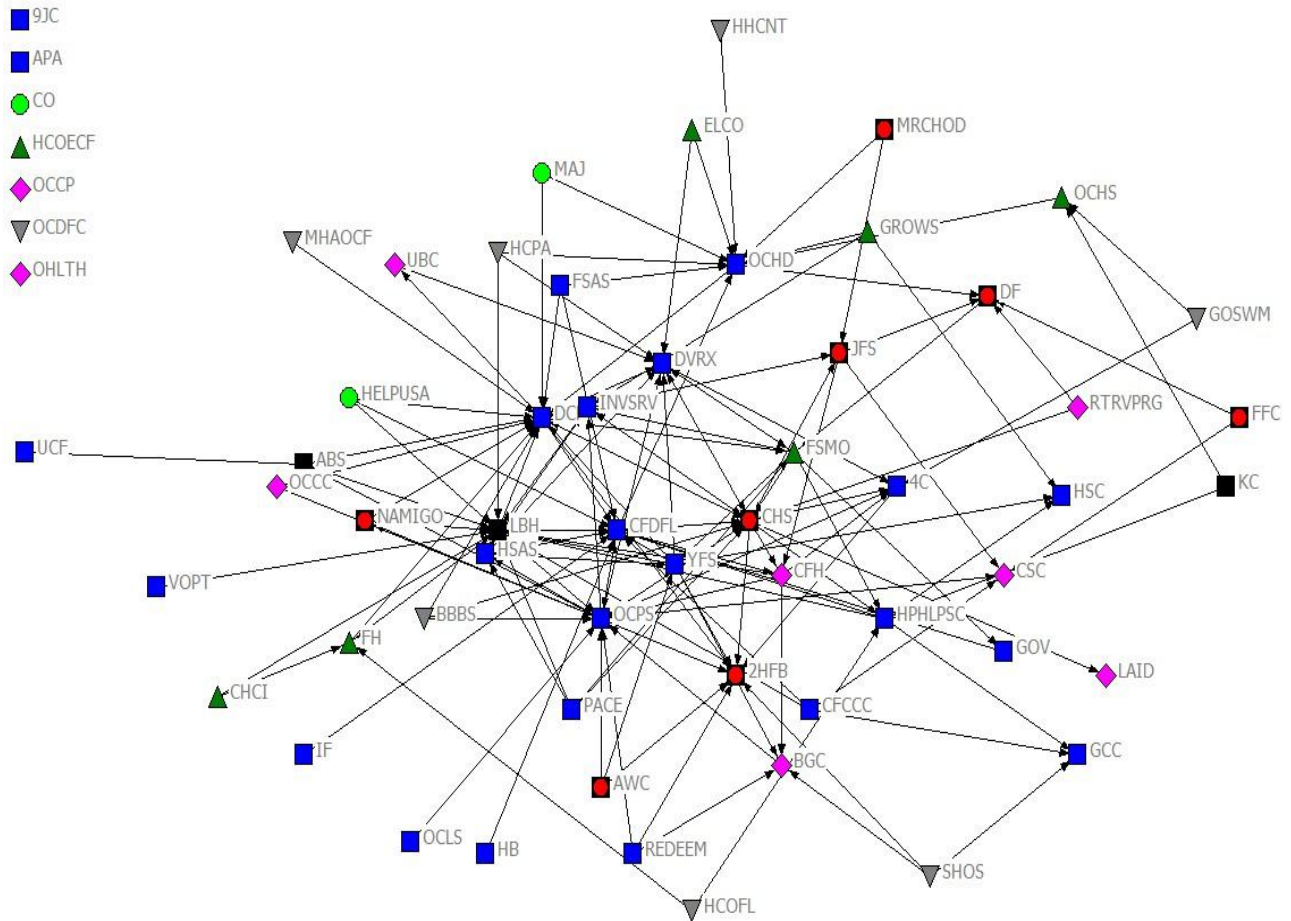 9JC
APA
CO
HCOECF
OCCP
OCDFC
OHLTH
HHCNT
ELCO
MRCHOD
MAJ
OCHS
GROWS
MHAOCF
HCPA
UBC
OCHD
FSAS
DF
GOSWM
JFS
DVRX
HELPUSA
INVSRV
RTRVPRG
FFC
UCF
ABS
FSMO
OCCC
4C
HSC
KC
NAMIGO
LBH
CFDFL
CHS
HSAS
YFS
CFH
CSC
VOPT
BBBS
OCPS
HPHLPSC
FH
GOV
2HFB
LAID
CHCI
PACE
CFCCC
IF
BGC
GCC
AWC
OCLS
HB
REDEEM
SHOS
HCOFL